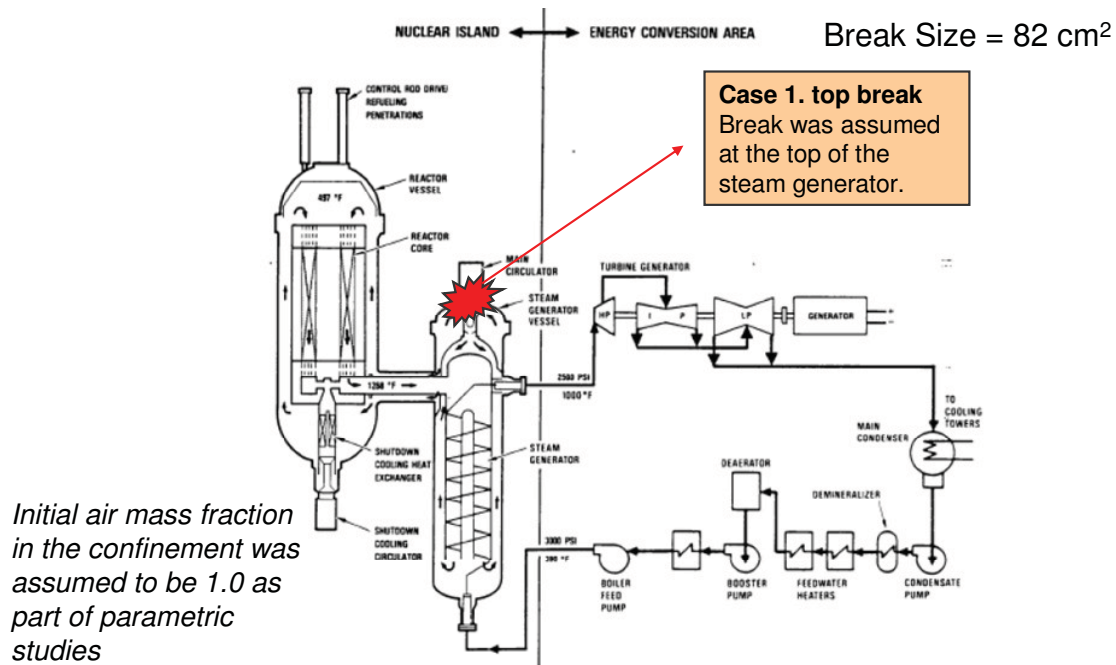 NUCLEAR ISLAND
ENERGY CONVERSION AREA
Break Size = 82 cm²
Case 1. top break
Break was assumed
at the top of the
steam generator.
CONTROL ROD DRIVE/
REFUELING
PENETRATIONS
REACTOR
VESSEL
497 °F
REACTOR
CORE
MAIN
CIRCULATOR
STEAM
GENERATOR
VESSEL
TURBINE GENERATOR
HP
I P
LP
GENERATOR
+
−
1268 °F
2500 PSI
1000 °F
TO
COOLING
TOWERS
MAIN
CONDENSER
STEAM
GENERATOR
SHUTDOWN
COOLING HEAT
EXCHANGER
DEAERATOR
DEMINERALIZER
SHUTDOWN
COOLING
CIRCULATOR
3000 PSI
BOILER
FEED
PUMP
BOOSTER
PUMP
FEEDWATER
HEATERS
CONDENSATE
PUMP
Initial air mass fraction
in the confinement was
assumed to be 1.0 as
part of parametric
studies